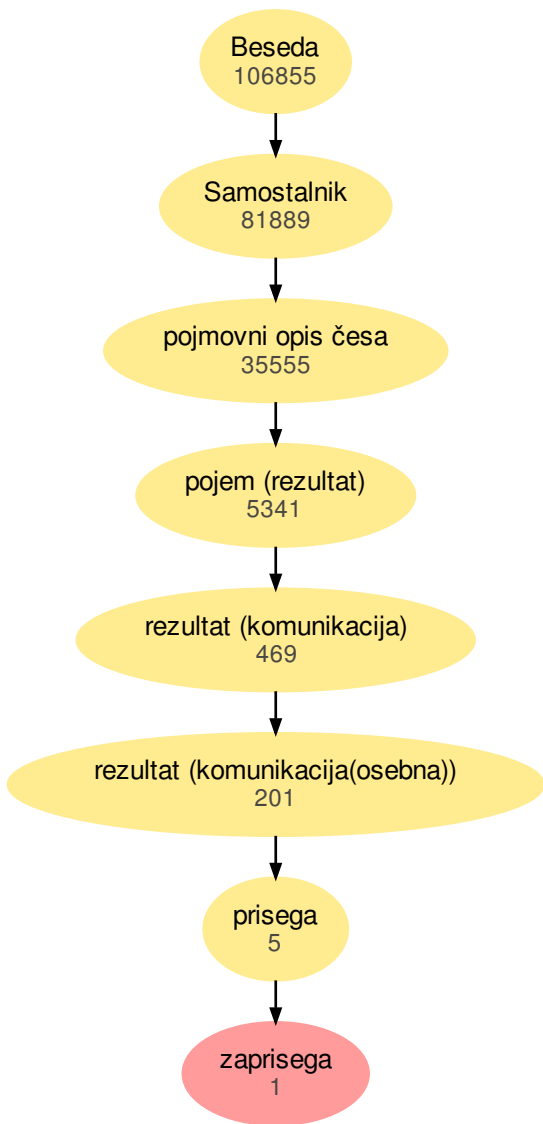 Beseda
106855
Samostalnik
81889
pojmovni opis česa
35555
pojem (rezultat)
5341
rezultat (komunikacija)
469
rezultat (komunikacija(osebna))
201
prisega
5
zaprisega
1